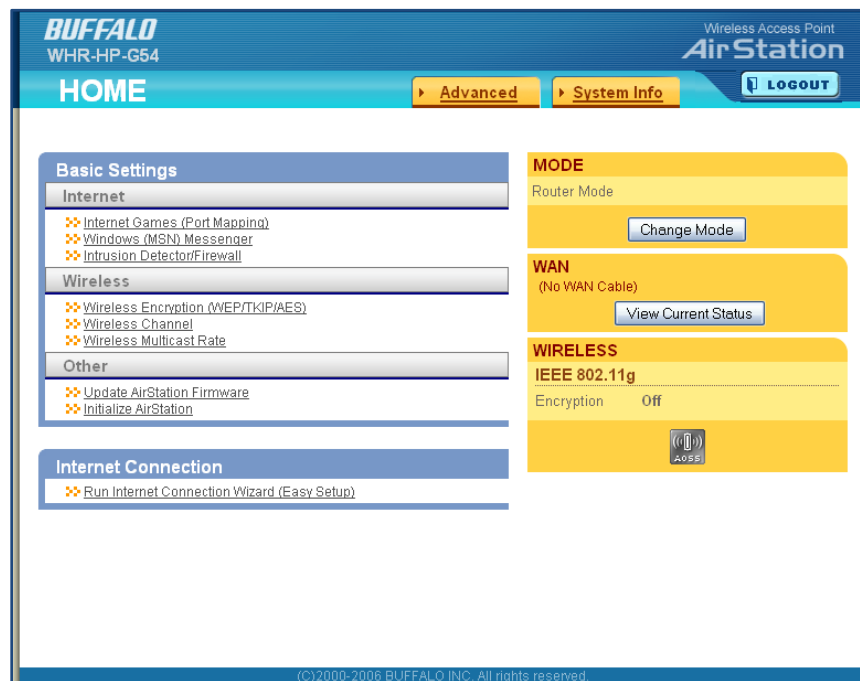 BUFFALO
WHR-HP-G54
Wireless Access Point
AirStation
HOME
Advanced
System Info
LOGOUT
Basic Settings
Internet
Internet Games (Port Mapping)
Windows (MSN) Messenger
Intrusion Detector/Firewall
Wireless
Wireless Encryption (WEP/TKIP/AES)
Wireless Channel
Wireless Multicast Rate
Other
Update AirStation Firmware
Initialize AirStation
Internet Connection
Run Internet Connection Wizard (Easy Setup)
MODE
Router Mode
Change Mode
WAN
(No WAN Cable)
View Current Status
WIRELESS
IEEE 802.11g
Encryption Off
AOSS
(C)2000-2006 BUFFALO INC. All rights reserved.